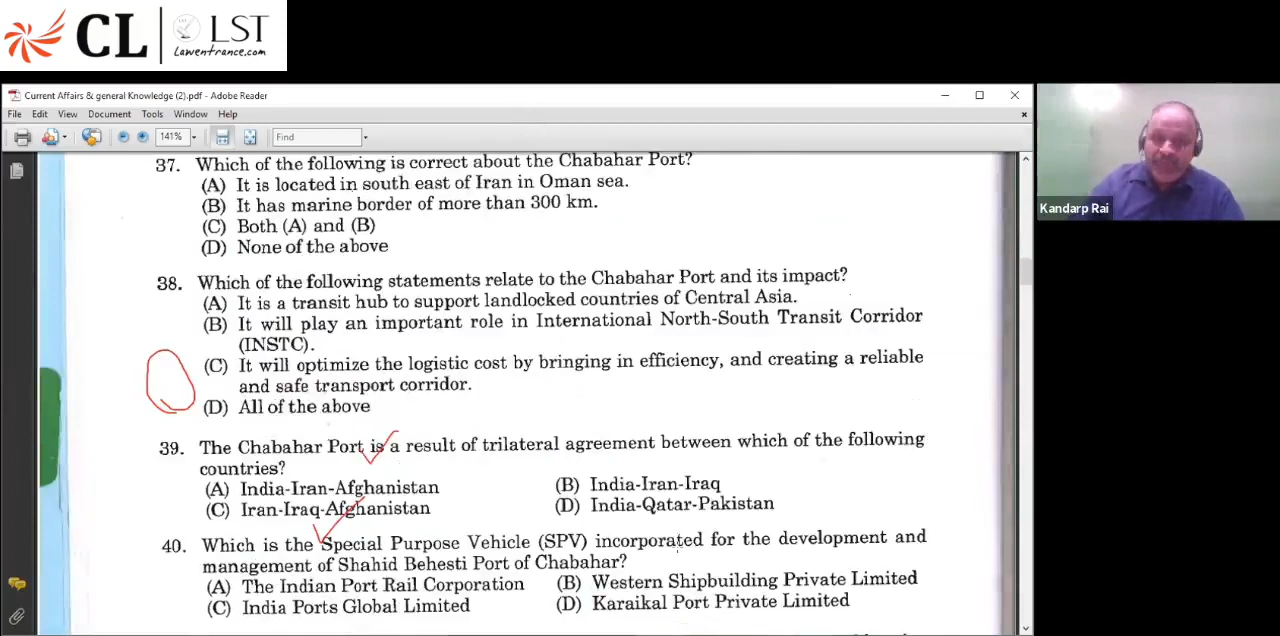 CL LST
Lawentrance.com
Current Affairs & general Knowledge (2).pdf - Adobe Reader
File Edit View Document Tools Window Help
141% Find
37. Which of the following is correct about the Chabahar Port?
(A) It is located in south east of Iran in Oman sea.
(B) It has marine border of more than 300 km.
(C) Both (A) and (B)
(D) None of the above
38. Which of the following statements relate to the Chabahar Port and its impact?
(A) It is a transit hub to support landlocked countries of Central Asia.
(B) It will play an important role in International North-South Transit Corridor
(INSTC).
(C) It will optimize the logistic cost by bringing in efficiency, and creating a reliable
and safe transport corridor.
(D) All of the above
39. The Chabahar Port is a result of trilateral agreement between which of the following
countries?
(A) India-Iran-Afghanistan (B) India-Iran-Iraq
(C) Iran-Iraq-Afghanistan (D) India-Qatar-Pakistan
40. Which is the Special Purpose Vehicle (SPV) incorporated for the development and
management of Shahid Behesti Port of Chabahar?
(A) The Indian Port Rail Corporation (B) Western Shipbuilding Private Limited
(C) India Ports Global Limited (D) Karaikal Port Private Limited
Kandarp Rai